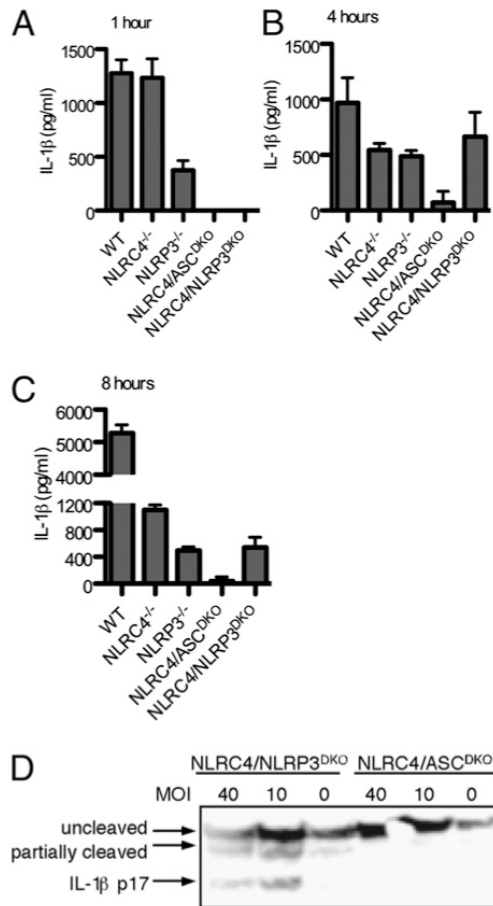 A
1 hour
IL-1β (pg/ml)
1500
1000
500
0
WT
NLRC4-/-
NLRP3-/-
NLRC4/ASCDKO
NLRC4/NLRP3DKO
B
4 hours
IL-1β (pg/ml)
1500
1000
500
0
WT
NLRC4-/-
NLRP3-/-
NLRC4/ASCDKO
NLRC4/NLRP3DKO
C
8 hours
IL-1β (pg/ml)
6000
5000
4000
1200
800
400
0
WT
NLRC4-/-
NLRP3-/-
NLRC4/ASCDKO
NLRC4/NLRP3DKO
D
NLRC4/NLRP3DKO NLRC4/ASCDKO
MOI 40 10 0 40 10 0
uncleaved
partially cleaved
IL-1β p17